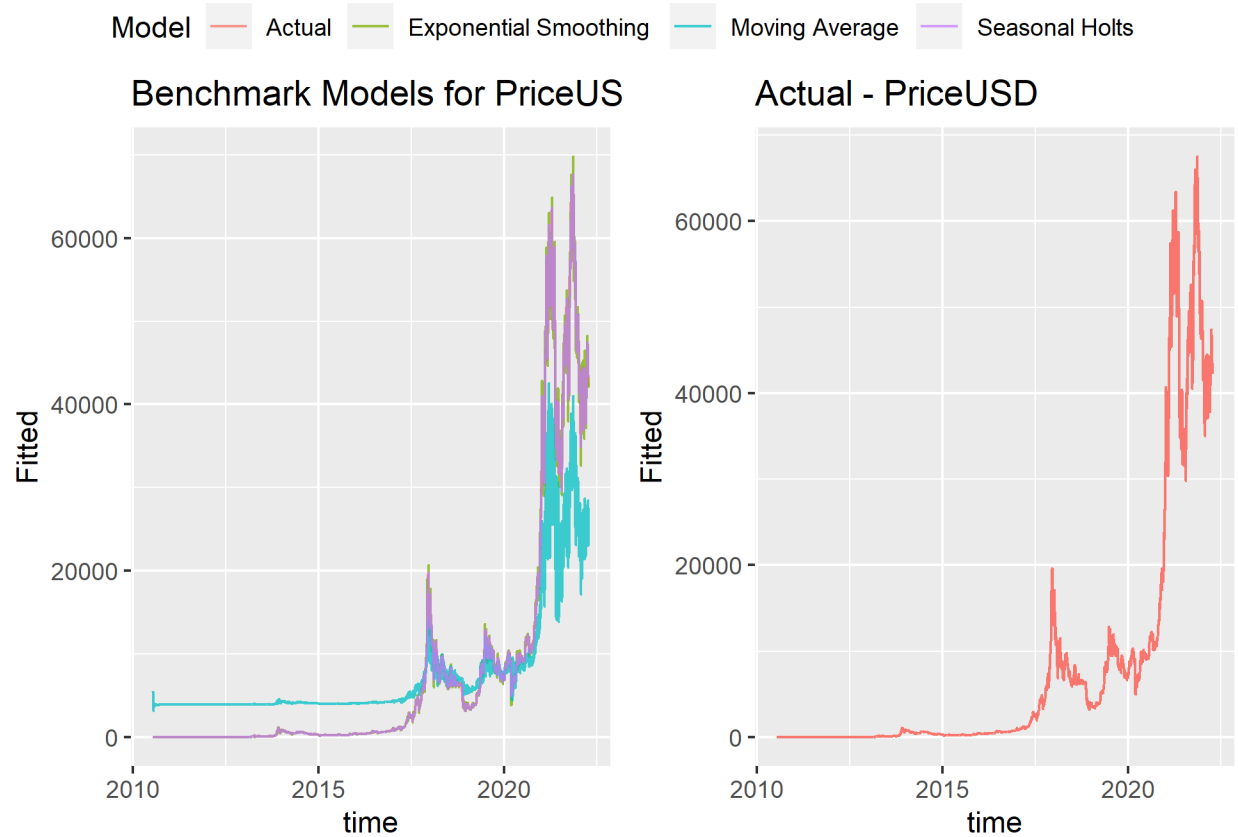 Model Actual Exponential Smoothing Moving Average Seasonal Holts
Benchmark Models for PriceUS
Actual - PriceUSD
60000
40000
20000
0
Fitted
2010 2015 2020
time
60000
40000
20000
0
Fitted
2010 2015 2020
time